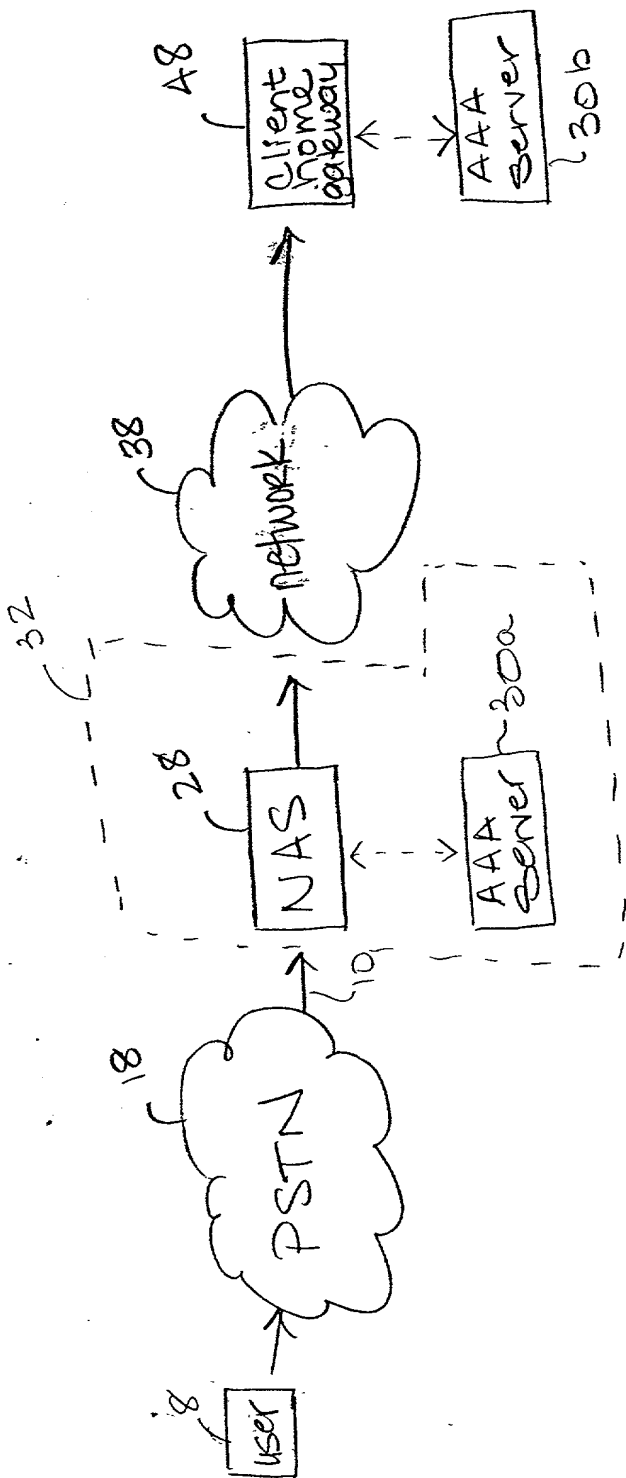 8
user
18
PSTN
10
32
28
NAS
AAA
Server
30a
38
network
48
Client
home
gateway
AAA
Server
30b